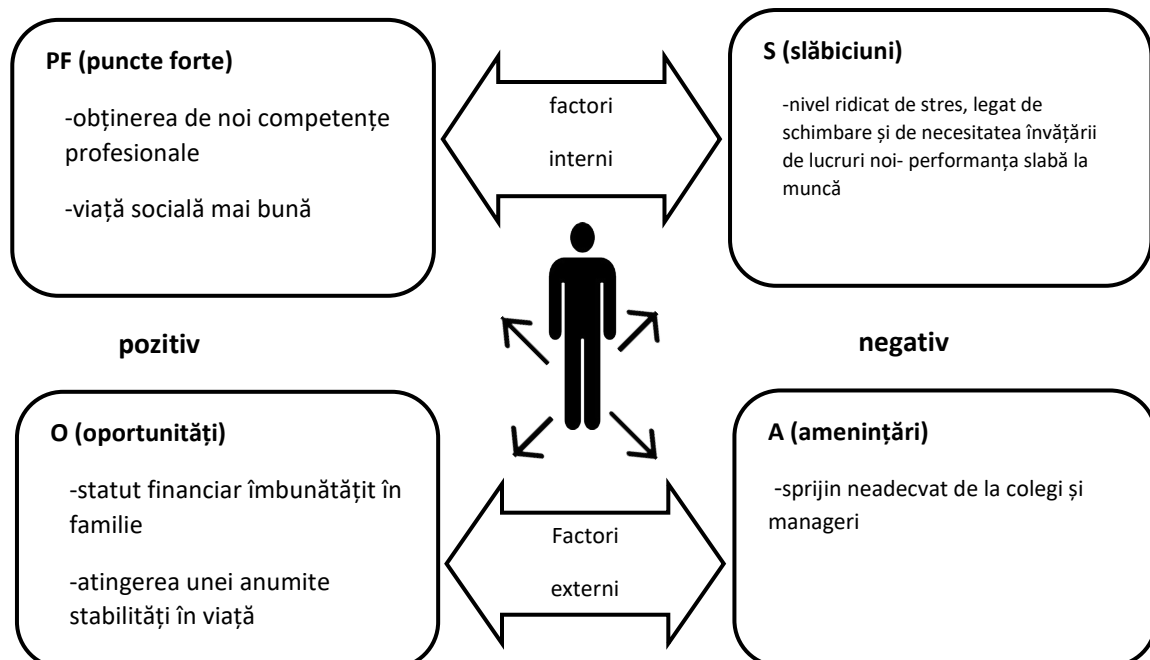 PF (puncte forte)
-obținerea de noi competențe
profesionale
-viață socială mai bună
factori
interni
S (slăbiciuni)
-nivel ridicat de stres, legat de
schimbare și de necesitatea învățării
de lucruri noi- performanța slabă la
muncă
pozitiv
negativ
O (oportunități)
-statut financiar îmbunătățit în
familie
-atingerea unei anumite
stabilități în viață
Factori
externi
A (amenințări)
-sprijin neadecvat de la colegi și
manageri